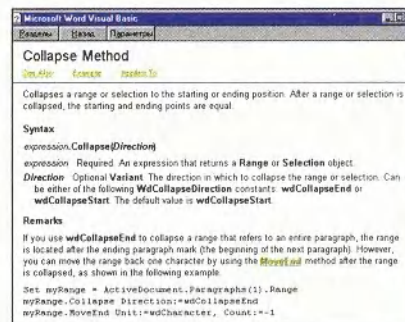 Microsoft Word Visual Basic
Разделы Назад Параметры
Collapse Method
See Also Example Applies To
Collapses a range or selection to the starting or ending position. After a range or selection is
collapsed, the starting and ending points are equal.
Syntax
expression.Collapse(Direction)
expression Required. An expression that returns a Range or Selection object.
Direction Optional Variant. The direction in which to collapse the range or selection. Can
be either of the following WdCollapseDirection constants: wdCollapseEnd or
wdCollapseStart. The default value is wdCollapseStart.
Remarks
If you use wdCollapseEnd to collapse a range that refers to an entire paragraph, the range
is located after the ending paragraph mark (the beginning of the next paragraph). However,
you can move the range back one character by using the MoveEnd method after the range
is collapsed, as shown in the following example.
Set myRange = ActiveDocument.Paragraphs(1).Range
myRange.Collapse Direction:=wdCollapseEnd
myRange.MoveEnd Unit:=wdCharacter, Count:=-1